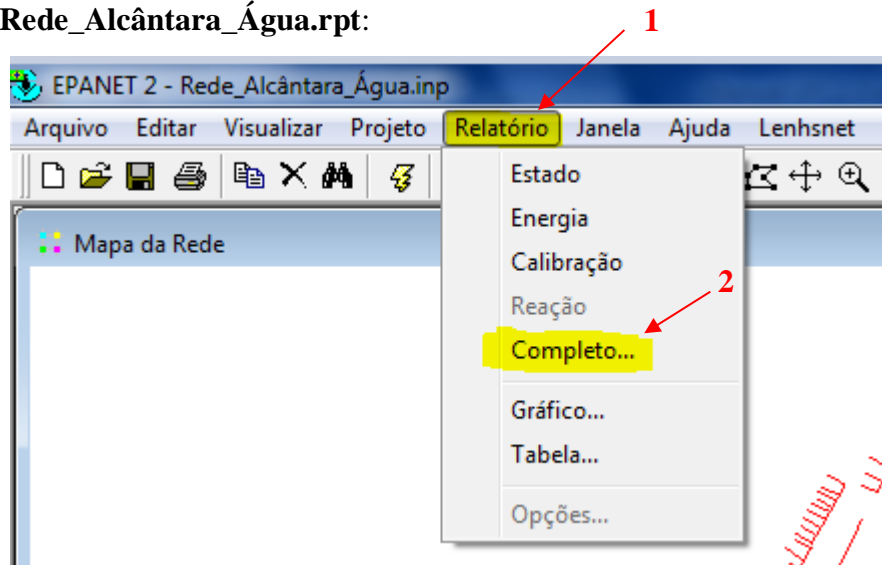 Rede_Alcântara_Água.rpt:
1
EPANET 2 - Rede_Alcântara_Água.inp
Arquivo Editar Visualizar Projeto Relatório Janela Ajuda Lenhsnet
Estado
Mapa da Rede
Energia
Calibração
2
Reação
Completo...
Gráfico...
Tabela...
Opções...